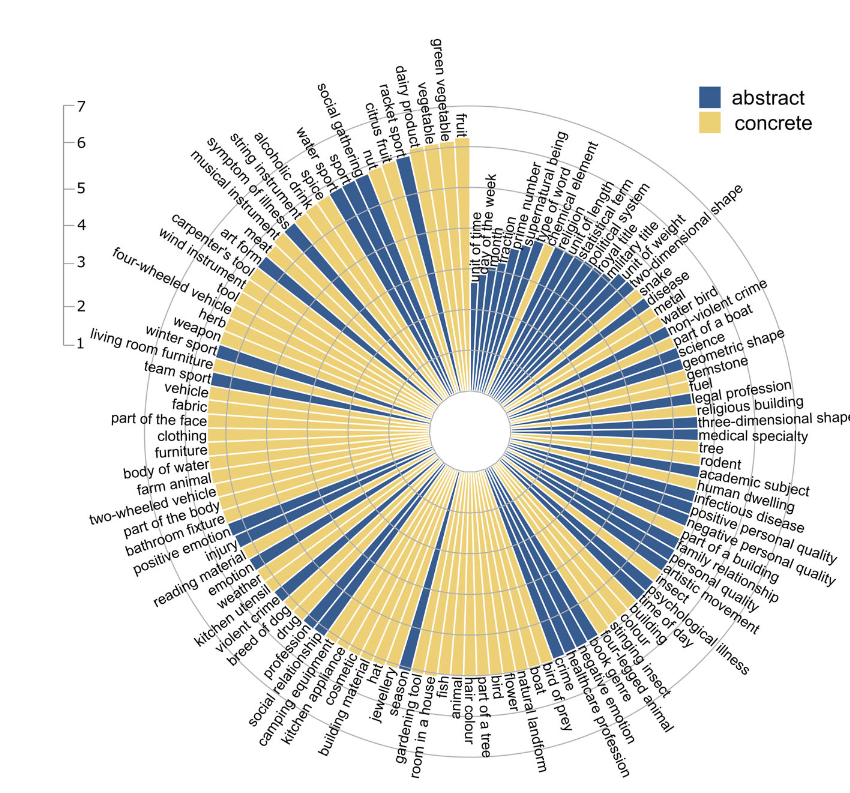 abstract
concrete
7
6
5
4
3
2
1
unit of time
day of the week
month
fraction
prime number
supernatural being
type of word
chemical element
religion
unit of length
statistical term
political system
royal title
military title
unit of weight
two-dimensional shape
snake
disease
metal
water bird
non-violent crime
part of a boat
science
geometric shape
gemstone
fuel
legal profession
religious building
three-dimensional shape
medical specialty
tree
rodent
academic subject
human dwelling
infectious disease
positive personal quality
negative personal quality
part of a building
family relationship
personal quality
artistic movement
insect
psychological illness
time of day
building
colour
stinging insect
four-legged animal
book genre
negative emotion
healthcare profession
crime
bird of prey
boat
natural landform
flower
bird
part of a tree
hair colour
animal
fish
room in a house
gardening tool
season
jewellery
hat
building material
cosmetic
kitchen appliance
camping equipment
social relationship
profession
drug
breed of dog
violent crime
kitchen utensil
weather
emotion
reading material
injury
positive emotion
bathroom fixture
part of the body
two-wheeled vehicle
farm animal
body of water
furniture
clothing
part of the face
fabric
vehicle
team sport
living room furniture
winter sport
weapon
herb
four-wheeled vehicle
tool
wind instrument
carpenter's tool
art form
meat
musical instrument
symptom of illness
string instrument
alcoholic drink
spice
water sport
sport
social gathering
nut
citrus fruit
racket sport
dairy product
vegetable
green vegetable
fruit